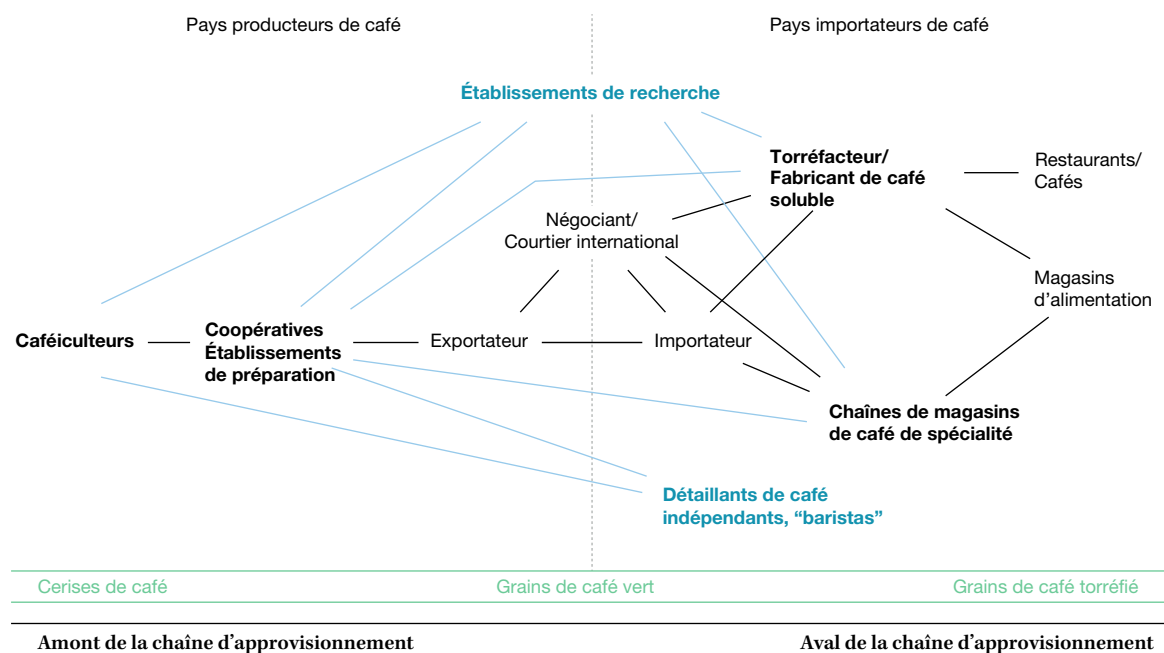 Pays producteurs de café
Pays importateurs de café
Établissements de recherche
Torréfacteur/
Fabricant de café
soluble
Restaurants/
Cafés
Négociant/
Courtier international
Magasins
d’alimentation
Caféiculteurs
Coopératives
Établissements
de préparation
Exportateur
Importateur
Chaînes de magasins
de café de spécialité
Détaillants de café
indépendants, “baristas”
Cerises de café
Grains de café vert
Grains de café torréfié
Amont de la chaîne d’approvisionnement
Aval de la chaîne d’approvisionnement